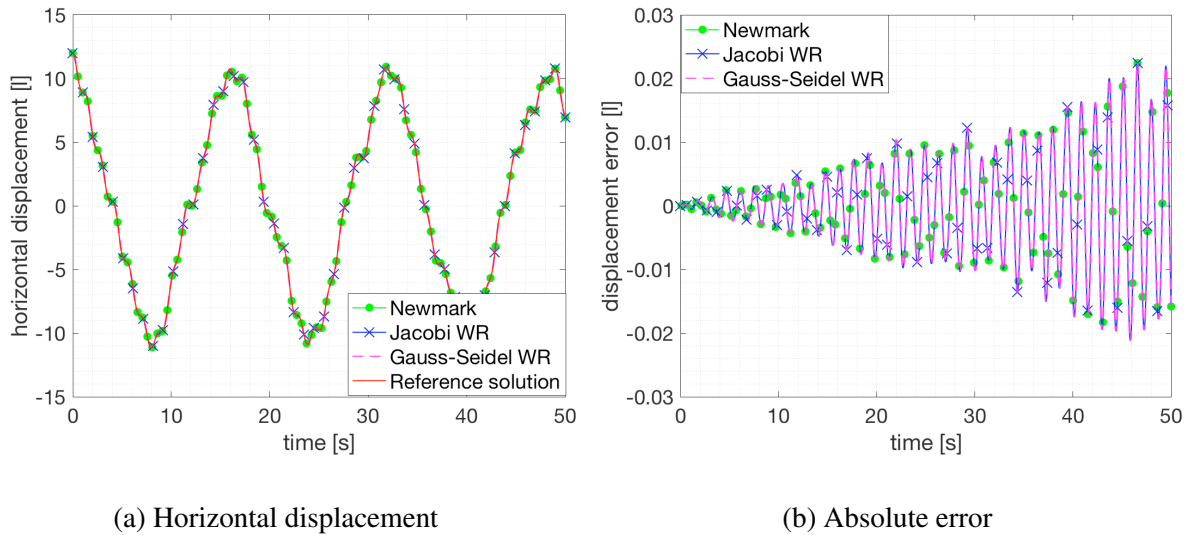 15
10
5
0
-5
-10
-15
0
10
20
30
40
50
horizontal displacement [l]
time [s]
Newmark
Jacobi WR
Gauss-Seidel WR
Reference solution
(a) Horizontal displacement
0.03
0.02
0.01
0
-0.01
-0.02
-0.03
0
10
20
30
40
50
displacement error [l]
time [s]
Newmark
Jacobi WR
Gauss-Seidel WR
(b) Absolute error